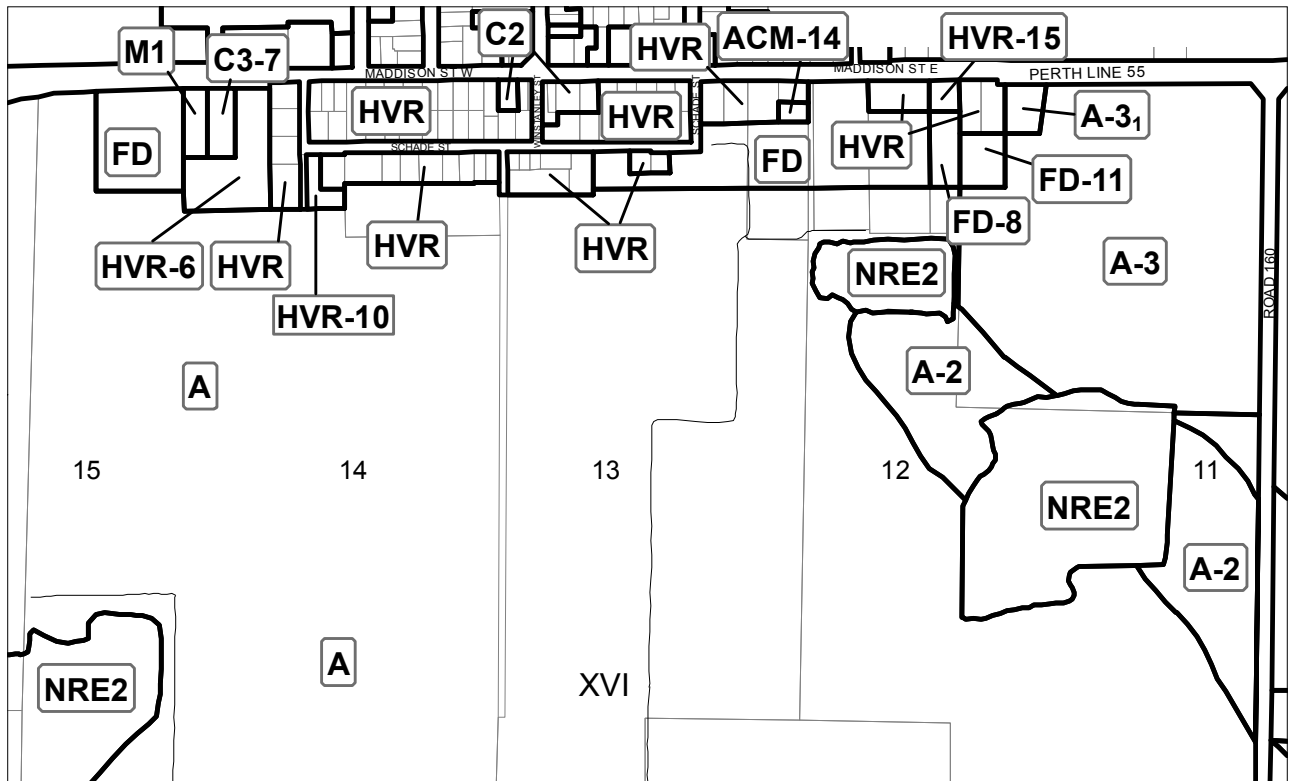 C2
HVR
ACM-14
HVR-15
M1
C3-7
MADDISON ST W
MADDISON ST E
PERTH LINE 55
HVR
WINSTANLEY ST
HVR
SCHADE ST
A-3₁
FD
SCHADE ST
FD
HVR
FD-11
HVR-6
HVR
HVR
HVR
FD-8
NRE2
A-3
ROAD 160
HVR-10
A
A-2
15
14
13
12
11
NRE2
A-2
A
NRE2
XVI